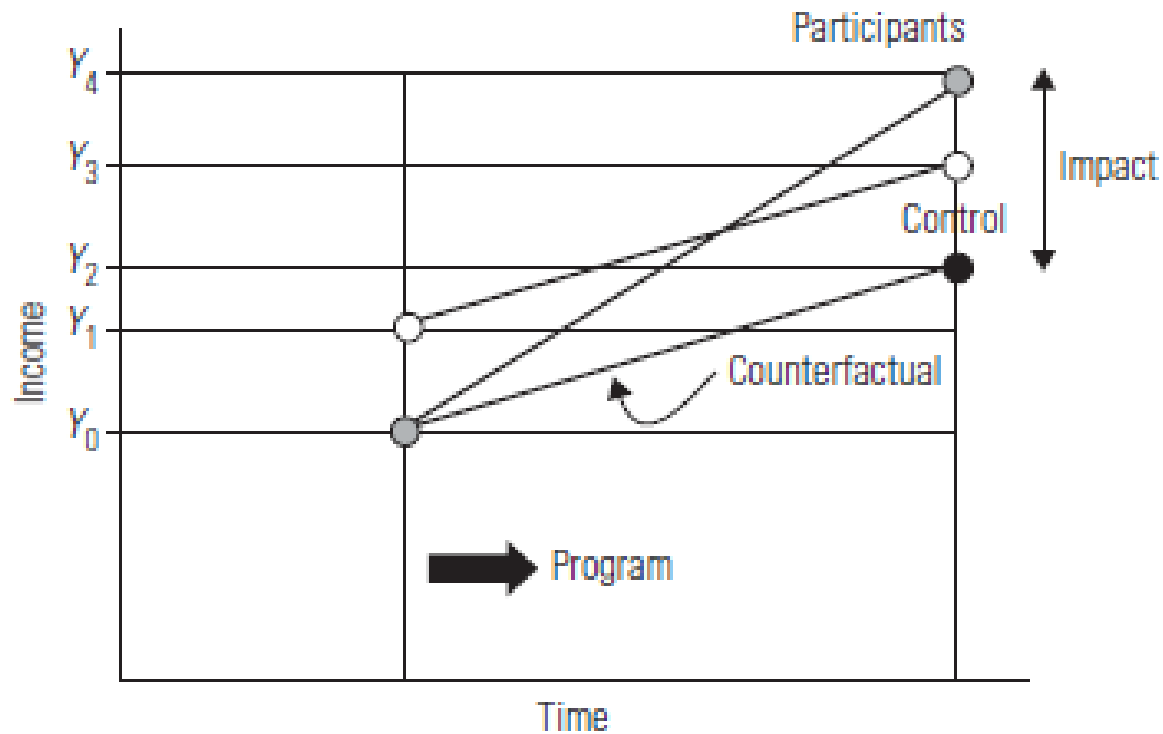 Participants
Y4
Y3
Impact
Control
Y2
Y1
Income
Counterfactual
Y0
Program
Time